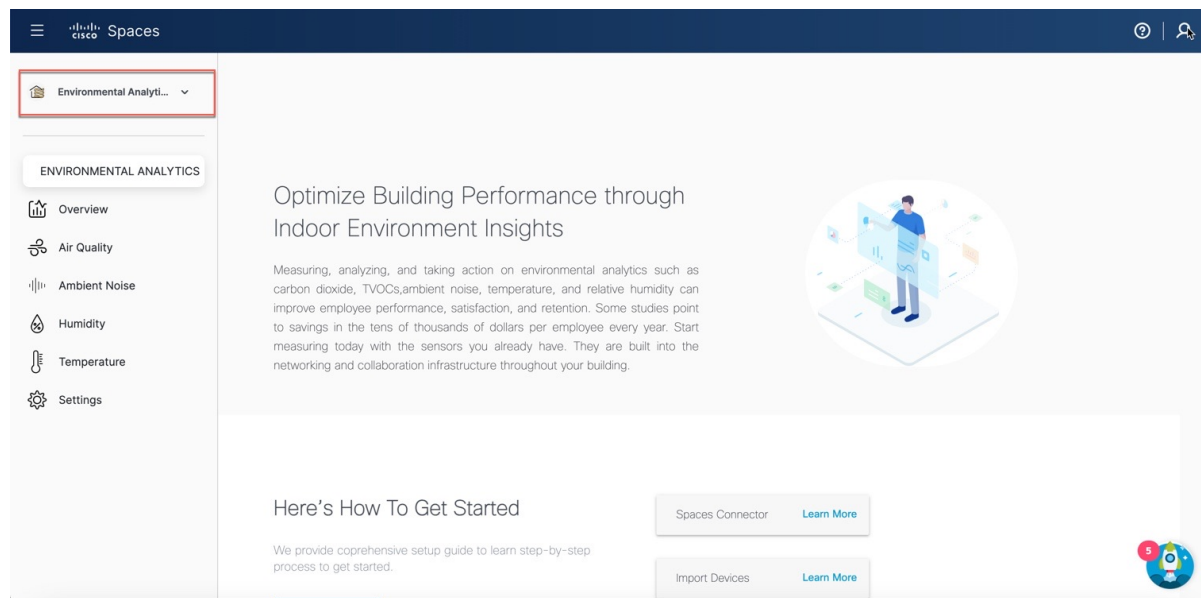 cisco Spaces
Environmental Analyti...
ENVIRONMENTAL ANALYTICS
Overview
Air Quality
Ambient Noise
Humidity
Temperature
Settings
Optimize Building Performance through
Indoor Environment Insights
Measuring, analyzing, and taking action on environmental analytics such as
carbon dioxide, TVOCs,ambient noise, temperature, and relative humidity can
improve employee performance, satisfaction, and retention. Some studies point
to savings in the tens of thousands of dollars per employee every year. Start
measuring today with the sensors you already have. They are built into the
networking and collaboration infrastructure throughout your building.
Here's How To Get Started
We provide coprehensive setup guide to learn step-by-step
process to get started.
Spaces Connector Learn More
Import Devices Learn More
5